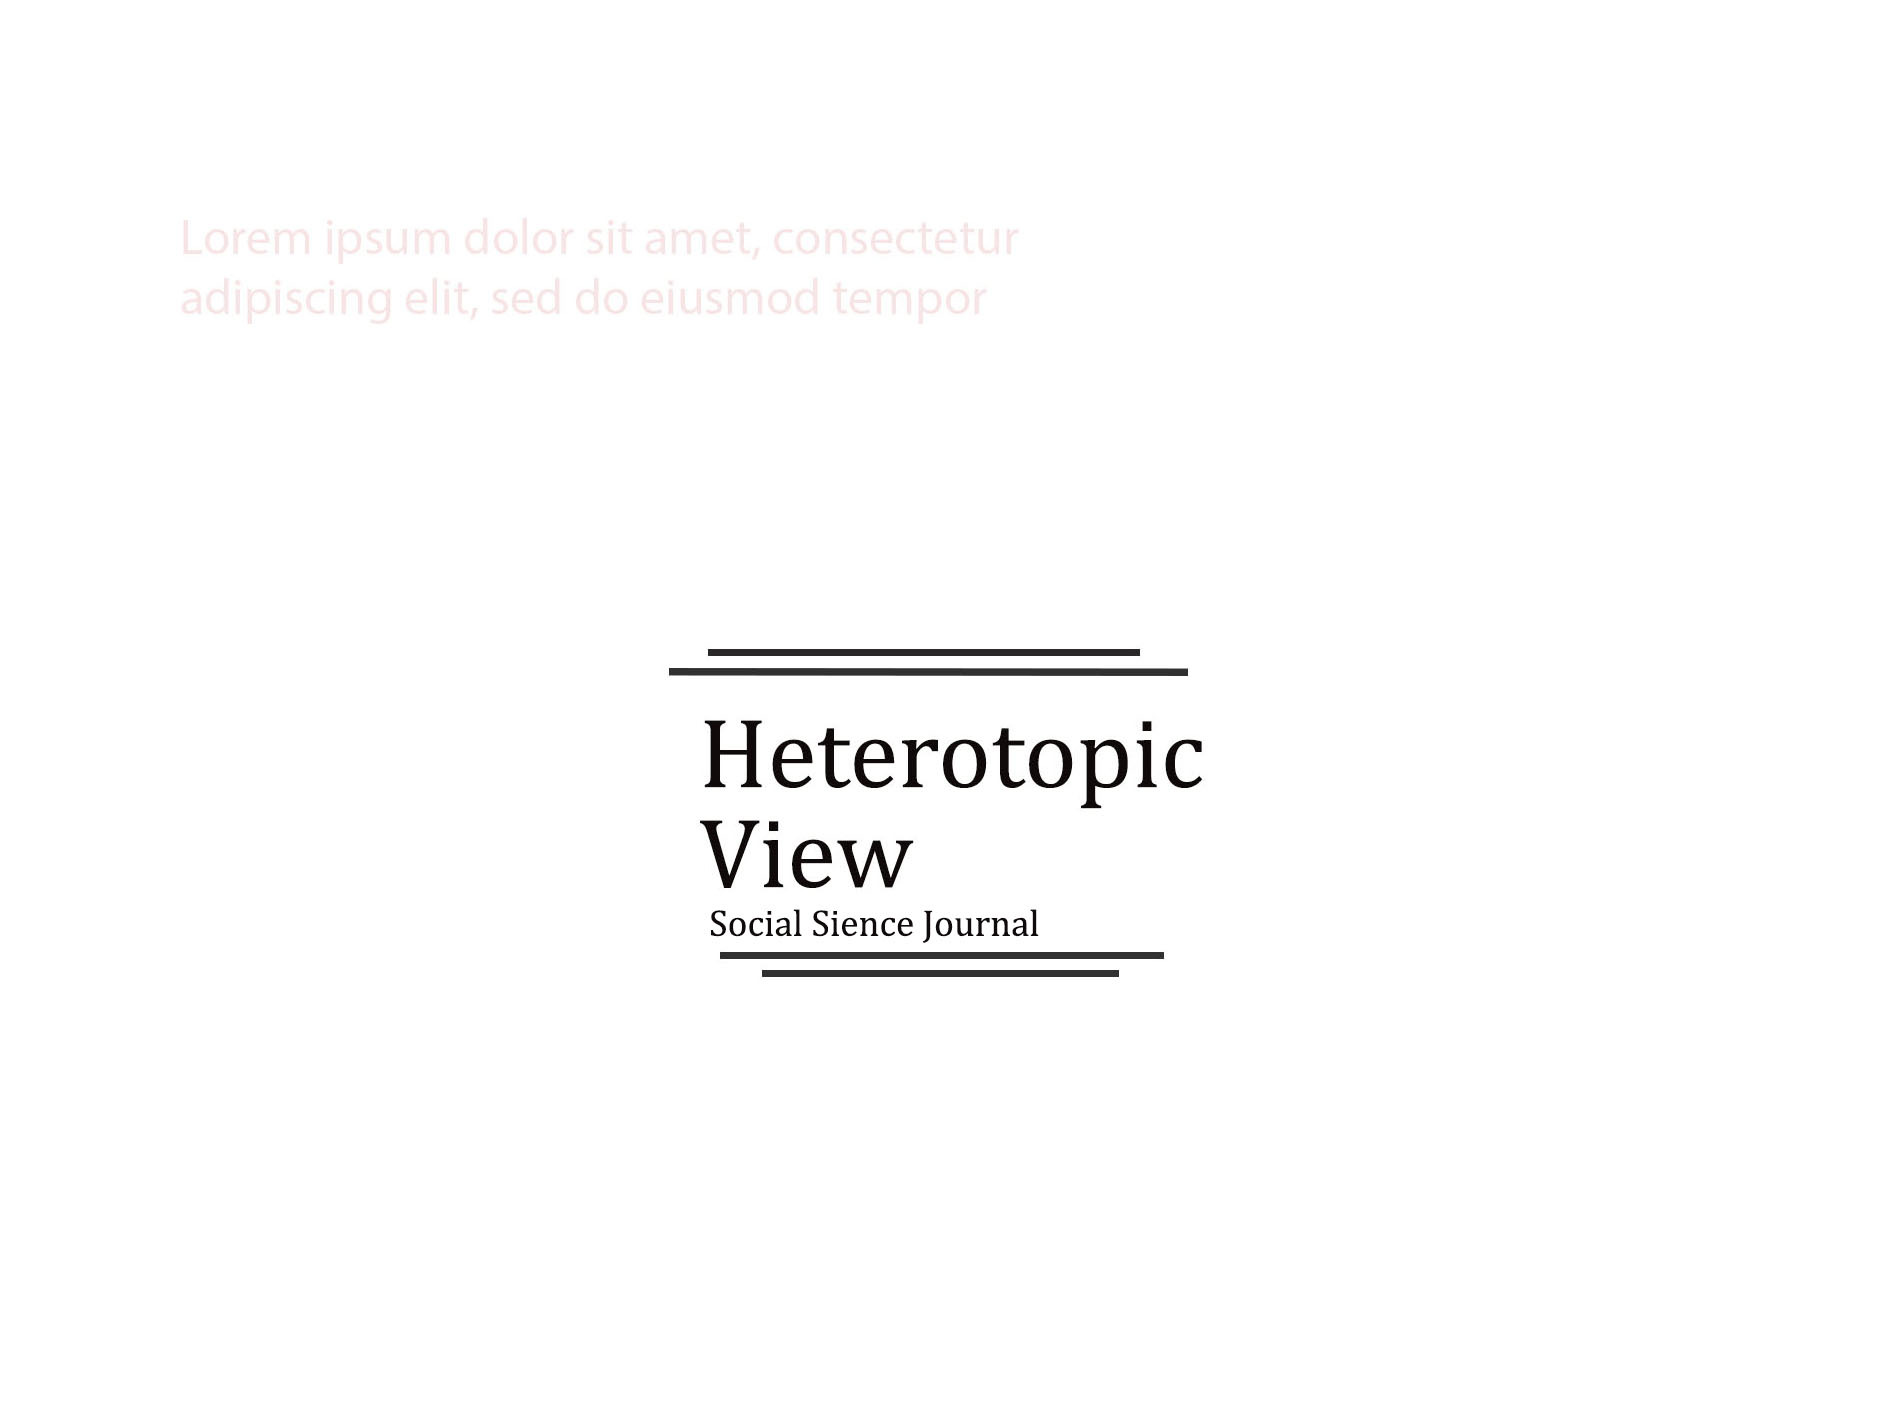 Lorem ipsum dolor sit amet, consectetur
adipiscing elit, sed do eiusmod tempor
Heterotopic
View
Social Sience Journal